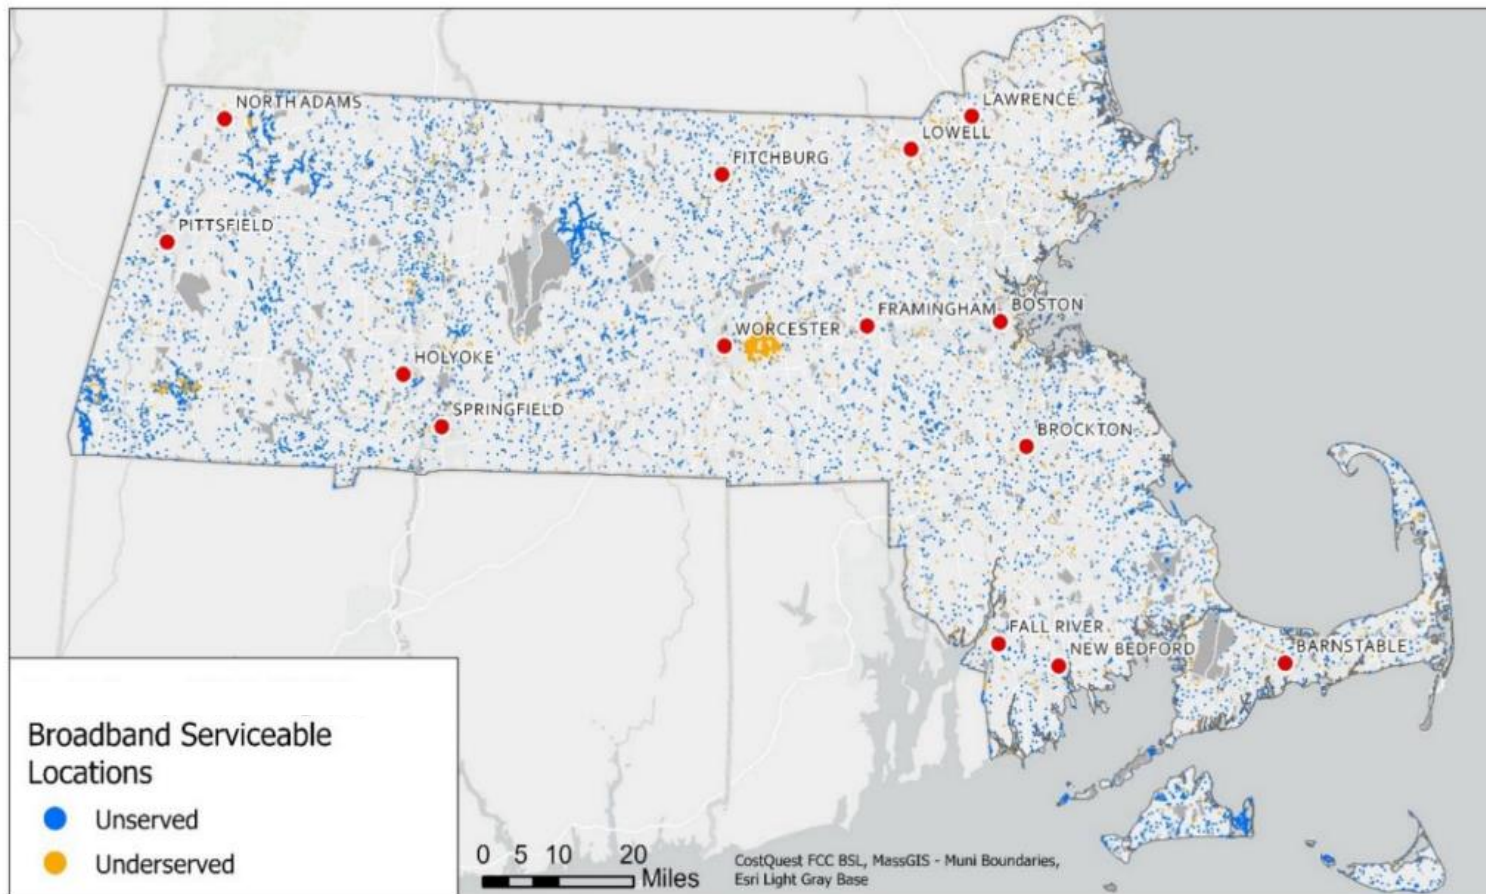 NORTH ADAMS
LAWRENCE
LOWELL
FITCHBURG
PITTSFIELD
FRAMINGHAM
BOSTON
WORCESTER
HOLYOKE
SPRINGFIELD
BROCKTON
FALL RIVER
NEW BEDFORD
BARNSTABLE
Broadband Serviceable
Locations
Unserved
Underserved
0 5 10 20
Miles
CostQuest FCC BSL, MassGIS - Muni Boundaries,
Esri Light Gray Base